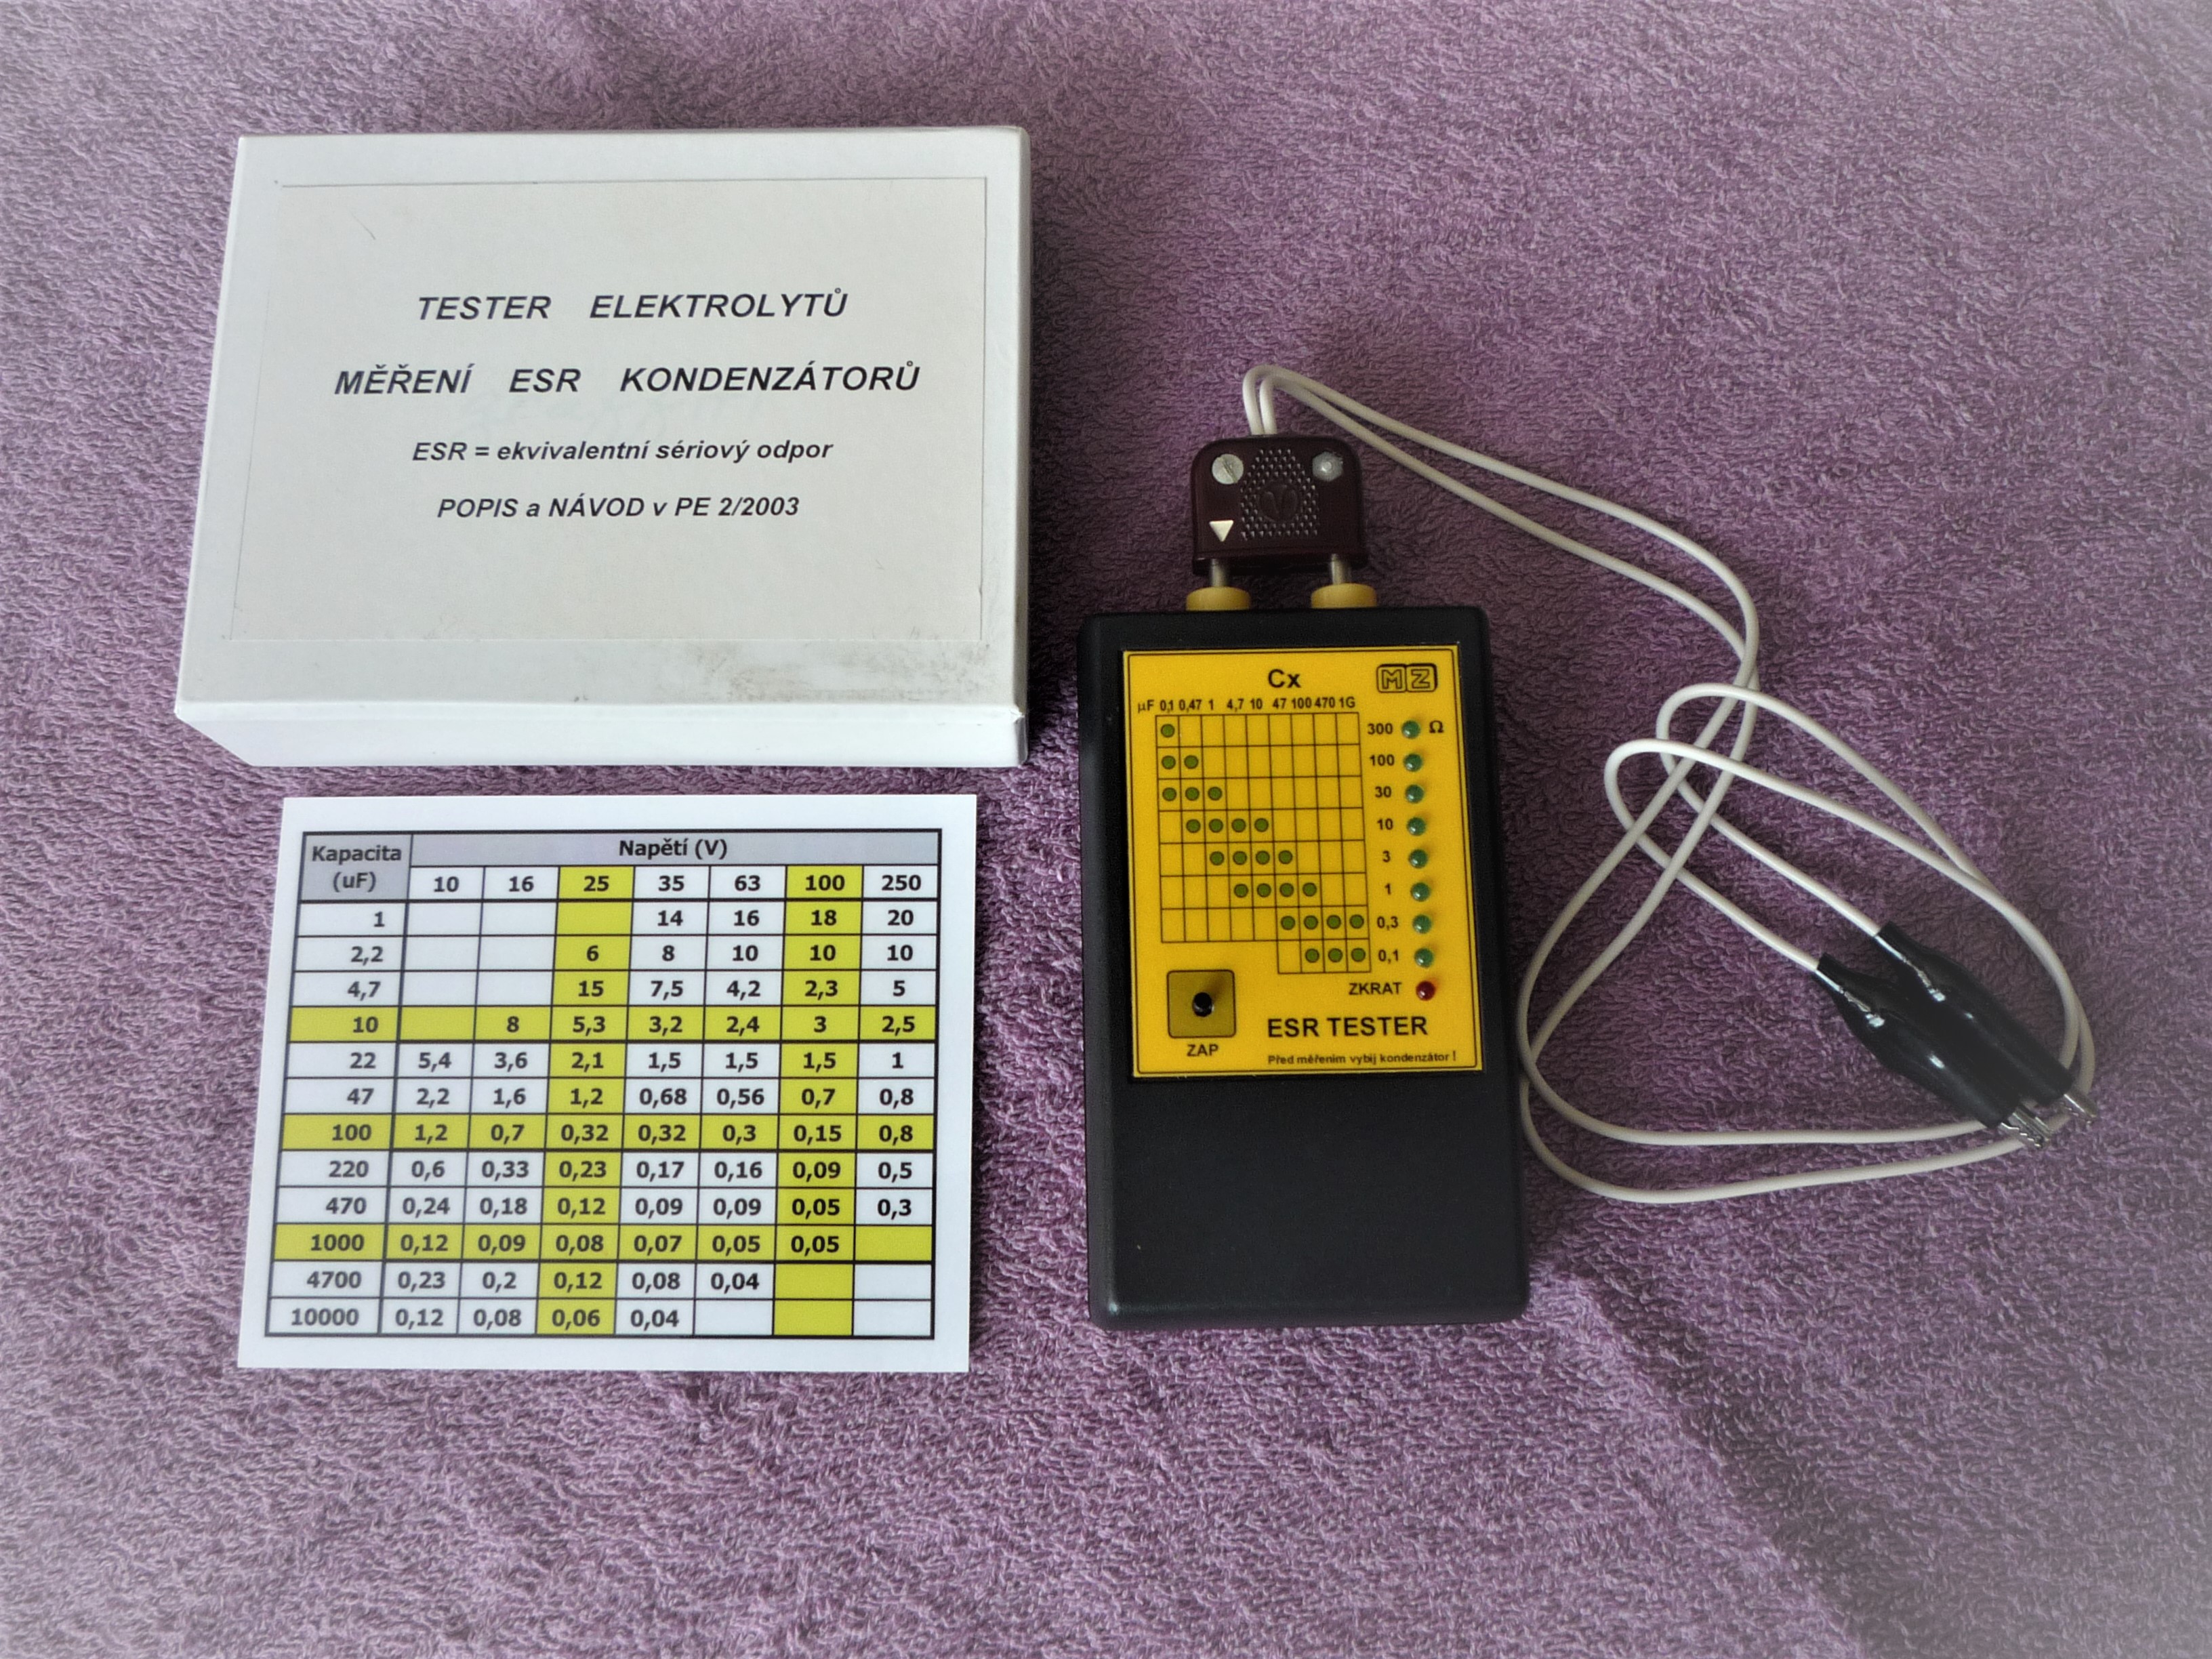 TESTER ELEKTROLYTŮ
MĚŘENÍ ESR KONDENZÁTORŮ
ESR = ekvivalentní sériový odpor
POPIS a NÁVOD v PE 2/2003
Kapacita (uF) Napětí (V)
10 16 25 35 63 100 250
1 14 16 18 20
2,2 6 8 10 10 10
4,7 15 7,5 4,2 2,3 5
10 8 5,3 3,2 2,4 3 2,5
22 5,4 3,6 2,1 1,5 1,5 1,5 1
47 2,2 1,6 1,2 0,68 0,56 0,7 0,8
100 1,2 0,7 0,32 0,32 0,3 0,15 0,8
220 0,6 0,33 0,23 0,17 0,16 0,09 0,5
470 0,24 0,18 0,12 0,09 0,09 0,05 0,3
1000 0,12 0,09 0,08 0,07 0,05 0,05
4700 0,23 0,2 0,12 0,08 0,04
10000 0,12 0,08 0,06 0,04
Cx MZ
µF 0,1 0,47 1 4,7 10 47 100 470 1G
300 Ω
100
30
10
3
1
0,3
0,1
ZKRAT
ESR TESTER
ZAP
Před měřením vybij kondenzátor !